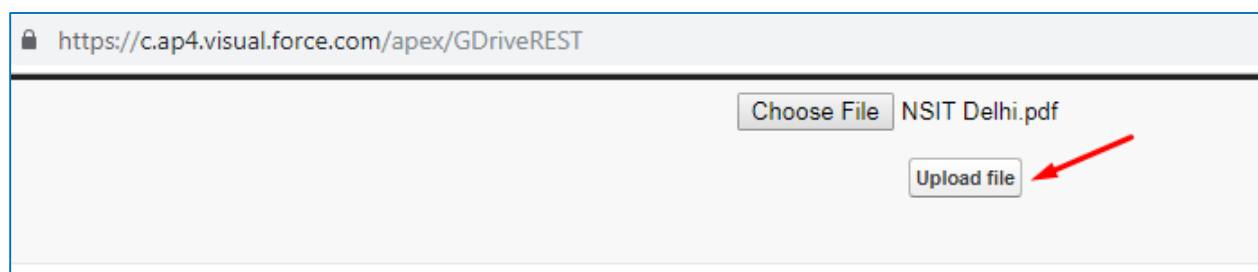 https://c.ap4.visual.force.com/apex/GDriveREST
Choose File NSIT Delhi.pdf
Upload file